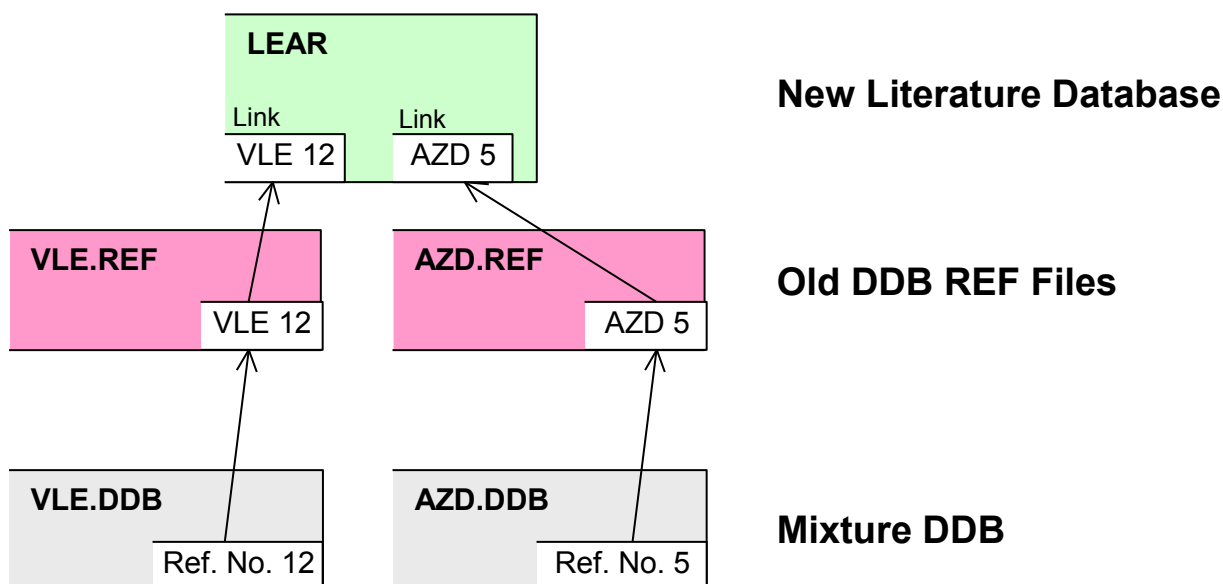 LEAR
New Literature Database
Link Link
VLE 12 AZD 5
VLE.REF AZD.REF
Old DDB REF Files
VLE 12 AZD 5
VLE.DDB AZD.DDB
Mixture DDB
Ref. No. 12 Ref. No. 5